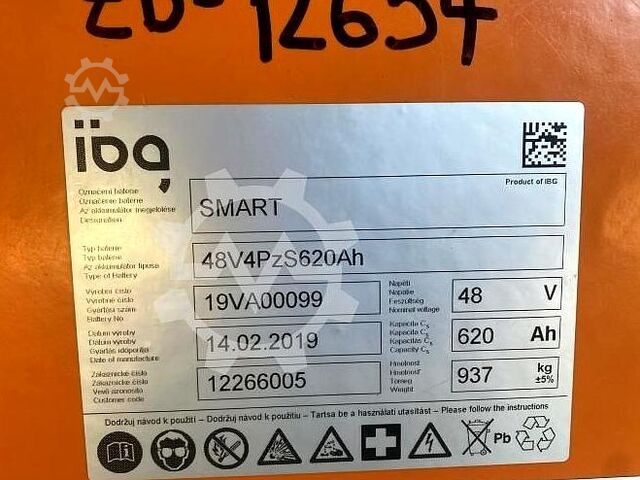 ZD-12654
ibg
Product of IBG
Označení baterie
Označenie baterie
Az akkumulátor megjelölése
Designation
SMART
Typ baterie
Typ baterie
Az akkumulátor típusa
Type of Battery
48V4PzS620Ah
Výrobní číslo
Výrobné číslo
Gyártási szám
Battery No
19VA00099
Napětí
Napätie
Feszültség
Nominal voltage
48 V
Datum výroby
Dátum výroby
Gyártás időpontja
Date of manufacture
14.02.2019
Kapacita C5
Kapacita C5
Kapacitás C5
Capacity C5
620 Ah
Zákaznické číslo
Zákaznické číslo
Vevő azonosító
Customer code
12266005
Hmotnost
Hmotnosť
Tömeg
Weight
937 kg
±5%
Dodržuj návod k použití – Dodržuj návod k použitiu – Tartsa be a használati utasítást – Please follow the instructions
Pb